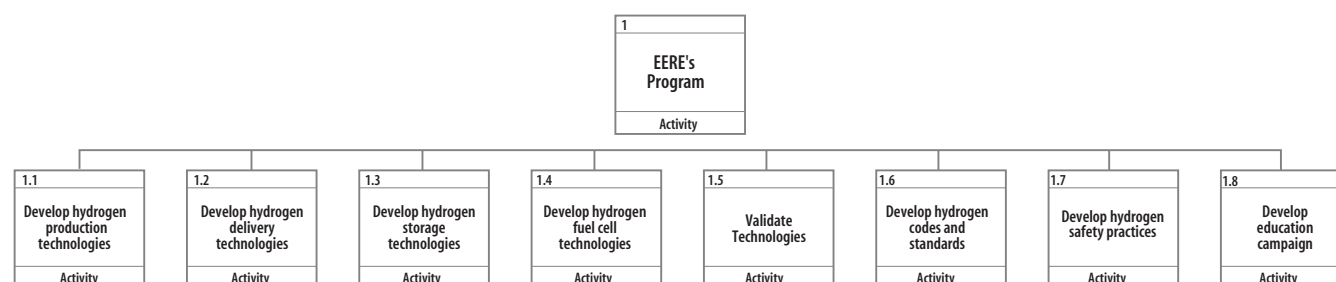 1
EERE's
Program
Activity
1.1
Develop hydrogen
production
technologies
Activity
1.2
Develop hydrogen
delivery
technologies
Activity
1.3
Develop hydrogen
storage
technologies
Activity
1.4
Develop hydrogen
fuel cell
technologies
Activity
1.5
Validate
Technologies
Activity
1.6
Develop hydrogen
codes and
standards
Activity
1.7
Develop hydrogen
safety practices
Activity
1.8
Develop
education
campaign
Activity